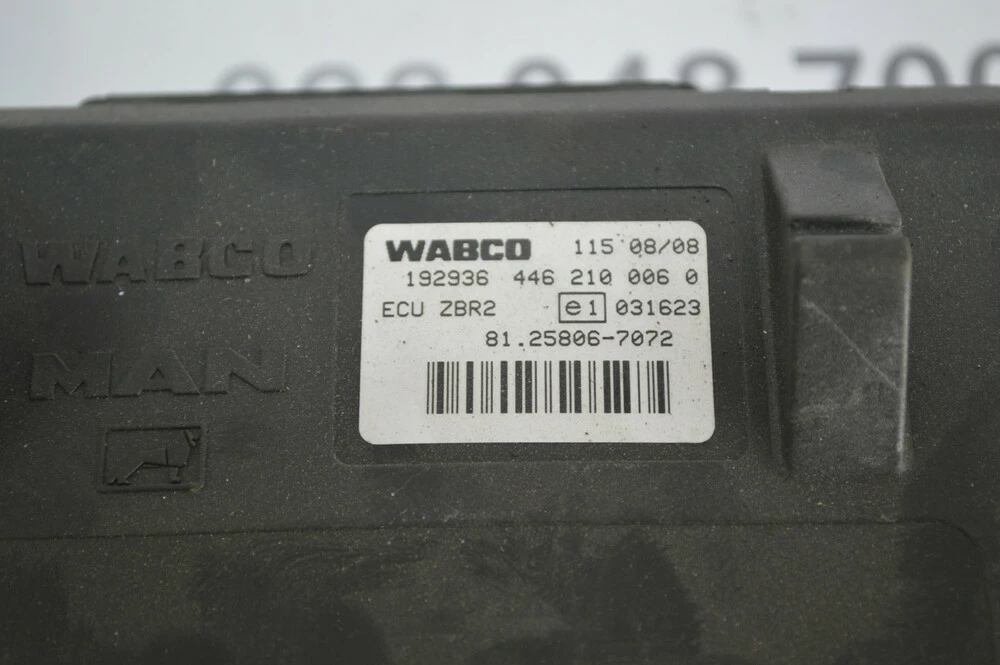 WABCO 115 08/08
192936 446 210 006 0
ECU ZBR2 e1 031623
81.25806-7072
WABCO
MAN